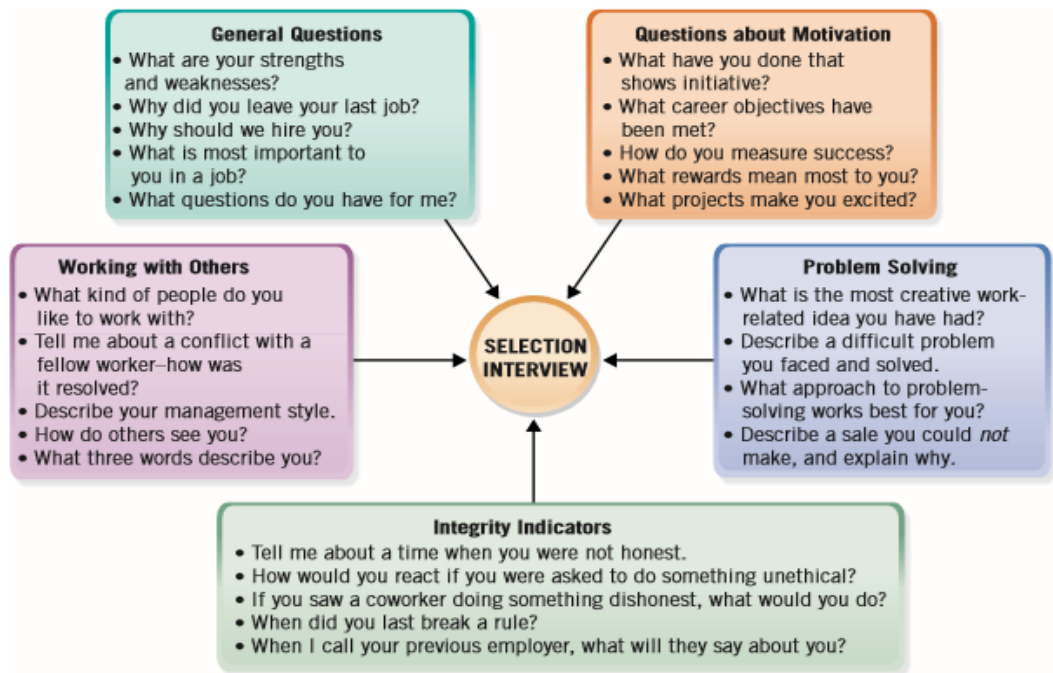 General Questions
• What are your strengths
and weaknesses?
• Why did you leave your last job?
• Why should we hire you?
• What is most important to
you in a job?
• What questions do you have for me?
Questions about Motivation
• What have you done that
shows initiative?
• What career objectives have
been met?
• How do you measure success?
• What rewards mean most to you?
• What projects make you excited?
Working with Others
• What kind of people do you
like to work with?
• Tell me about a conflict with a
fellow worker–how was
it resolved?
• Describe your management style.
• How do others see you?
• What three words describe you?
SELECTION
INTERVIEW
Problem Solving
• What is the most creative work-
related idea you have had?
• Describe a difficult problem
you faced and solved.
• What approach to problem-
solving works best for you?
• Describe a sale you could not
make, and explain why.
Integrity Indicators
• Tell me about a time when you were not honest.
• How would you react if you were asked to do something unethical?
• If you saw a coworker doing something dishonest, what would you do?
• When did you last break a rule?
• When I call your previous employer, what will they say about you?